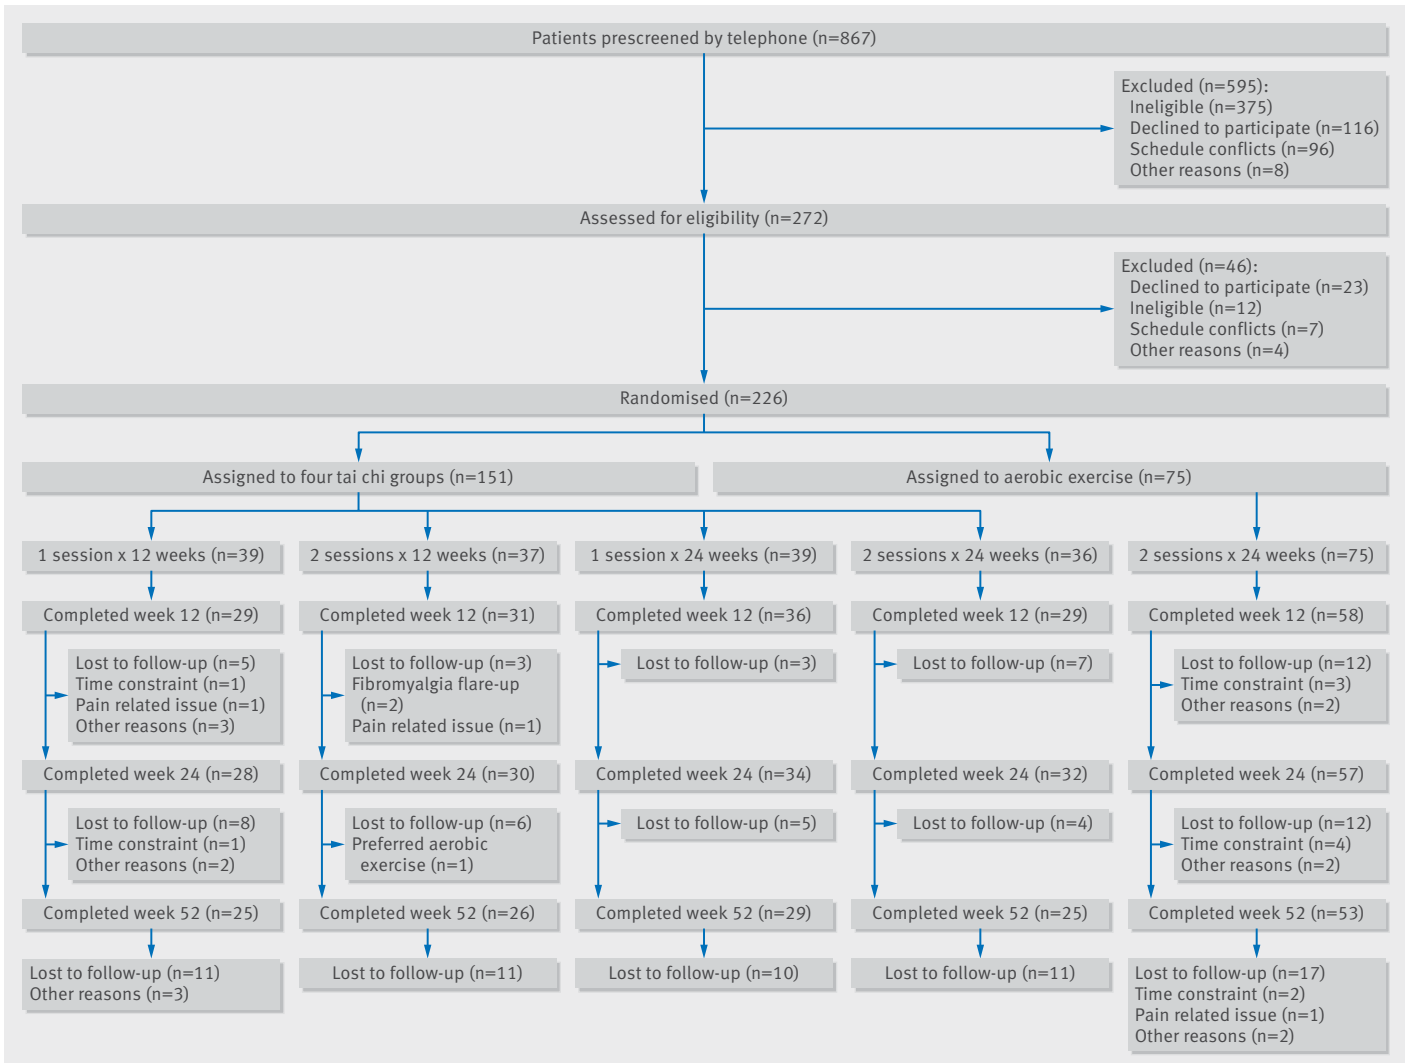 Patients prescreened by telephone (n=867)
Excluded (n=595):
Ineligible (n=375)
Declined to participate (n=116)
Schedule conflicts (n=96)
Other reasons (n=8)
Assessed for eligibility (n=272)
Excluded (n=46):
Declined to participate (n=23)
Ineligible (n=12)
Schedule conflicts (n=7)
Other reasons (n=4)
Randomised (n=226)
Assigned to four tai chi groups (n=151)
Assigned to aerobic exercise (n=75)
1 session x 12 weeks (n=39)
2 sessions x 12 weeks (n=37)
1 session x 24 weeks (n=39)
2 sessions x 24 weeks (n=36)
2 sessions x 24 weeks (n=75)
Completed week 12 (n=29)
Completed week 12 (n=31)
Completed week 12 (n=36)
Completed week 12 (n=29)
Completed week 12 (n=58)
Lost to follow-up (n=5)
Time constraint (n=1)
Pain related issue (n=1)
Other reasons (n=3)
Lost to follow-up (n=3)
Fibromyalgia flare-up
(n=2)
Pain related issue (n=1)
Lost to follow-up (n=3)
Lost to follow-up (n=7)
Lost to follow-up (n=12)
Time constraint (n=3)
Other reasons (n=2)
Completed week 24 (n=28)
Completed week 24 (n=30)
Completed week 24 (n=34)
Completed week 24 (n=32)
Completed week 24 (n=57)
Lost to follow-up (n=8)
Time constraint (n=1)
Other reasons (n=2)
Lost to follow-up (n=6)
Preferred aerobic
exercise (n=1)
Lost to follow-up (n=5)
Lost to follow-up (n=4)
Lost to follow-up (n=12)
Time constraint (n=4)
Other reasons (n=2)
Completed week 52 (n=25)
Completed week 52 (n=26)
Completed week 52 (n=29)
Completed week 52 (n=25)
Completed week 52 (n=53)
Lost to follow-up (n=11)
Other reasons (n=3)
Lost to follow-up (n=11)
Lost to follow-up (n=10)
Lost to follow-up (n=11)
Lost to follow-up (n=17)
Time constraint (n=2)
Pain related issue (n=1)
Other reasons (n=2)